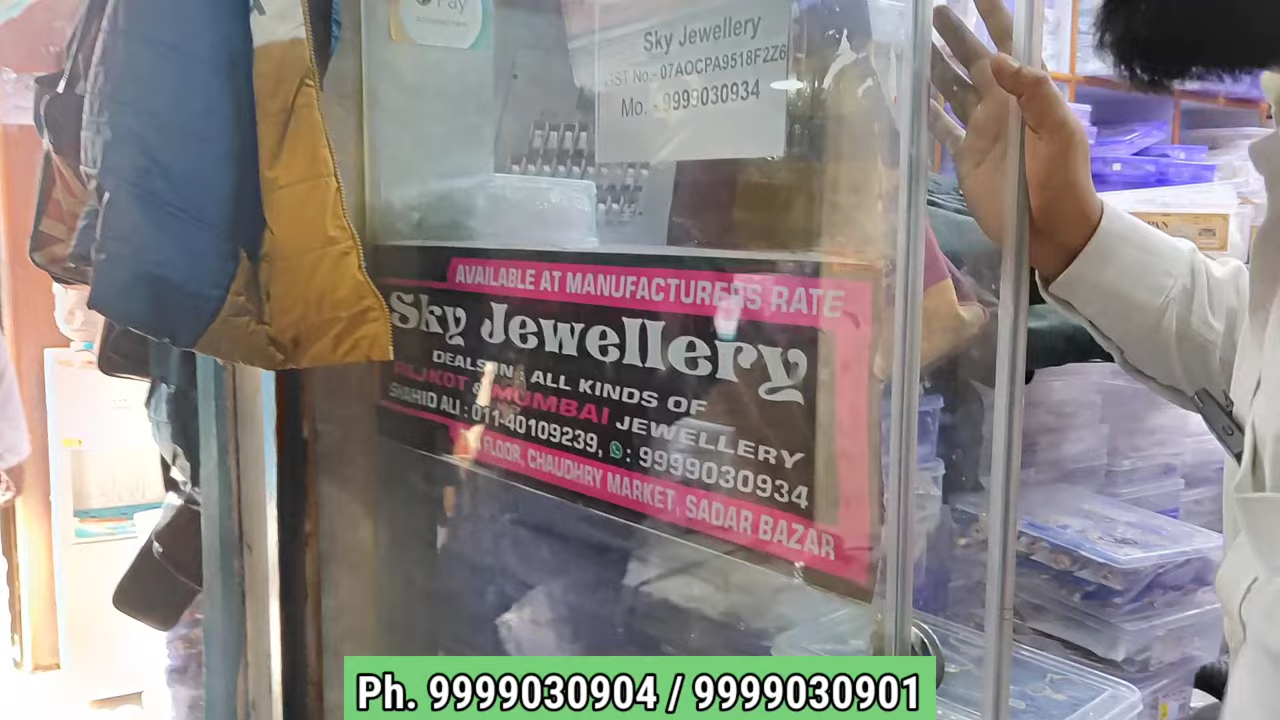 Pay
Sky Jewellery
GST No.- 07AOCPA9518F2Z6
Mo. - 9999030934
AVAILABLE AT MANUFACTURERS RATE
Sky Jewellery
DEALS IN : ALL KINDS OF
RAJKOT & MUMBAI JEWELLERY
SHAHID ALI : 011-40109239, : 9999030934
FLOOR, CHAUDHRY MARKET, SADAR BAZAR
Ph. 9999030904 / 9999030901